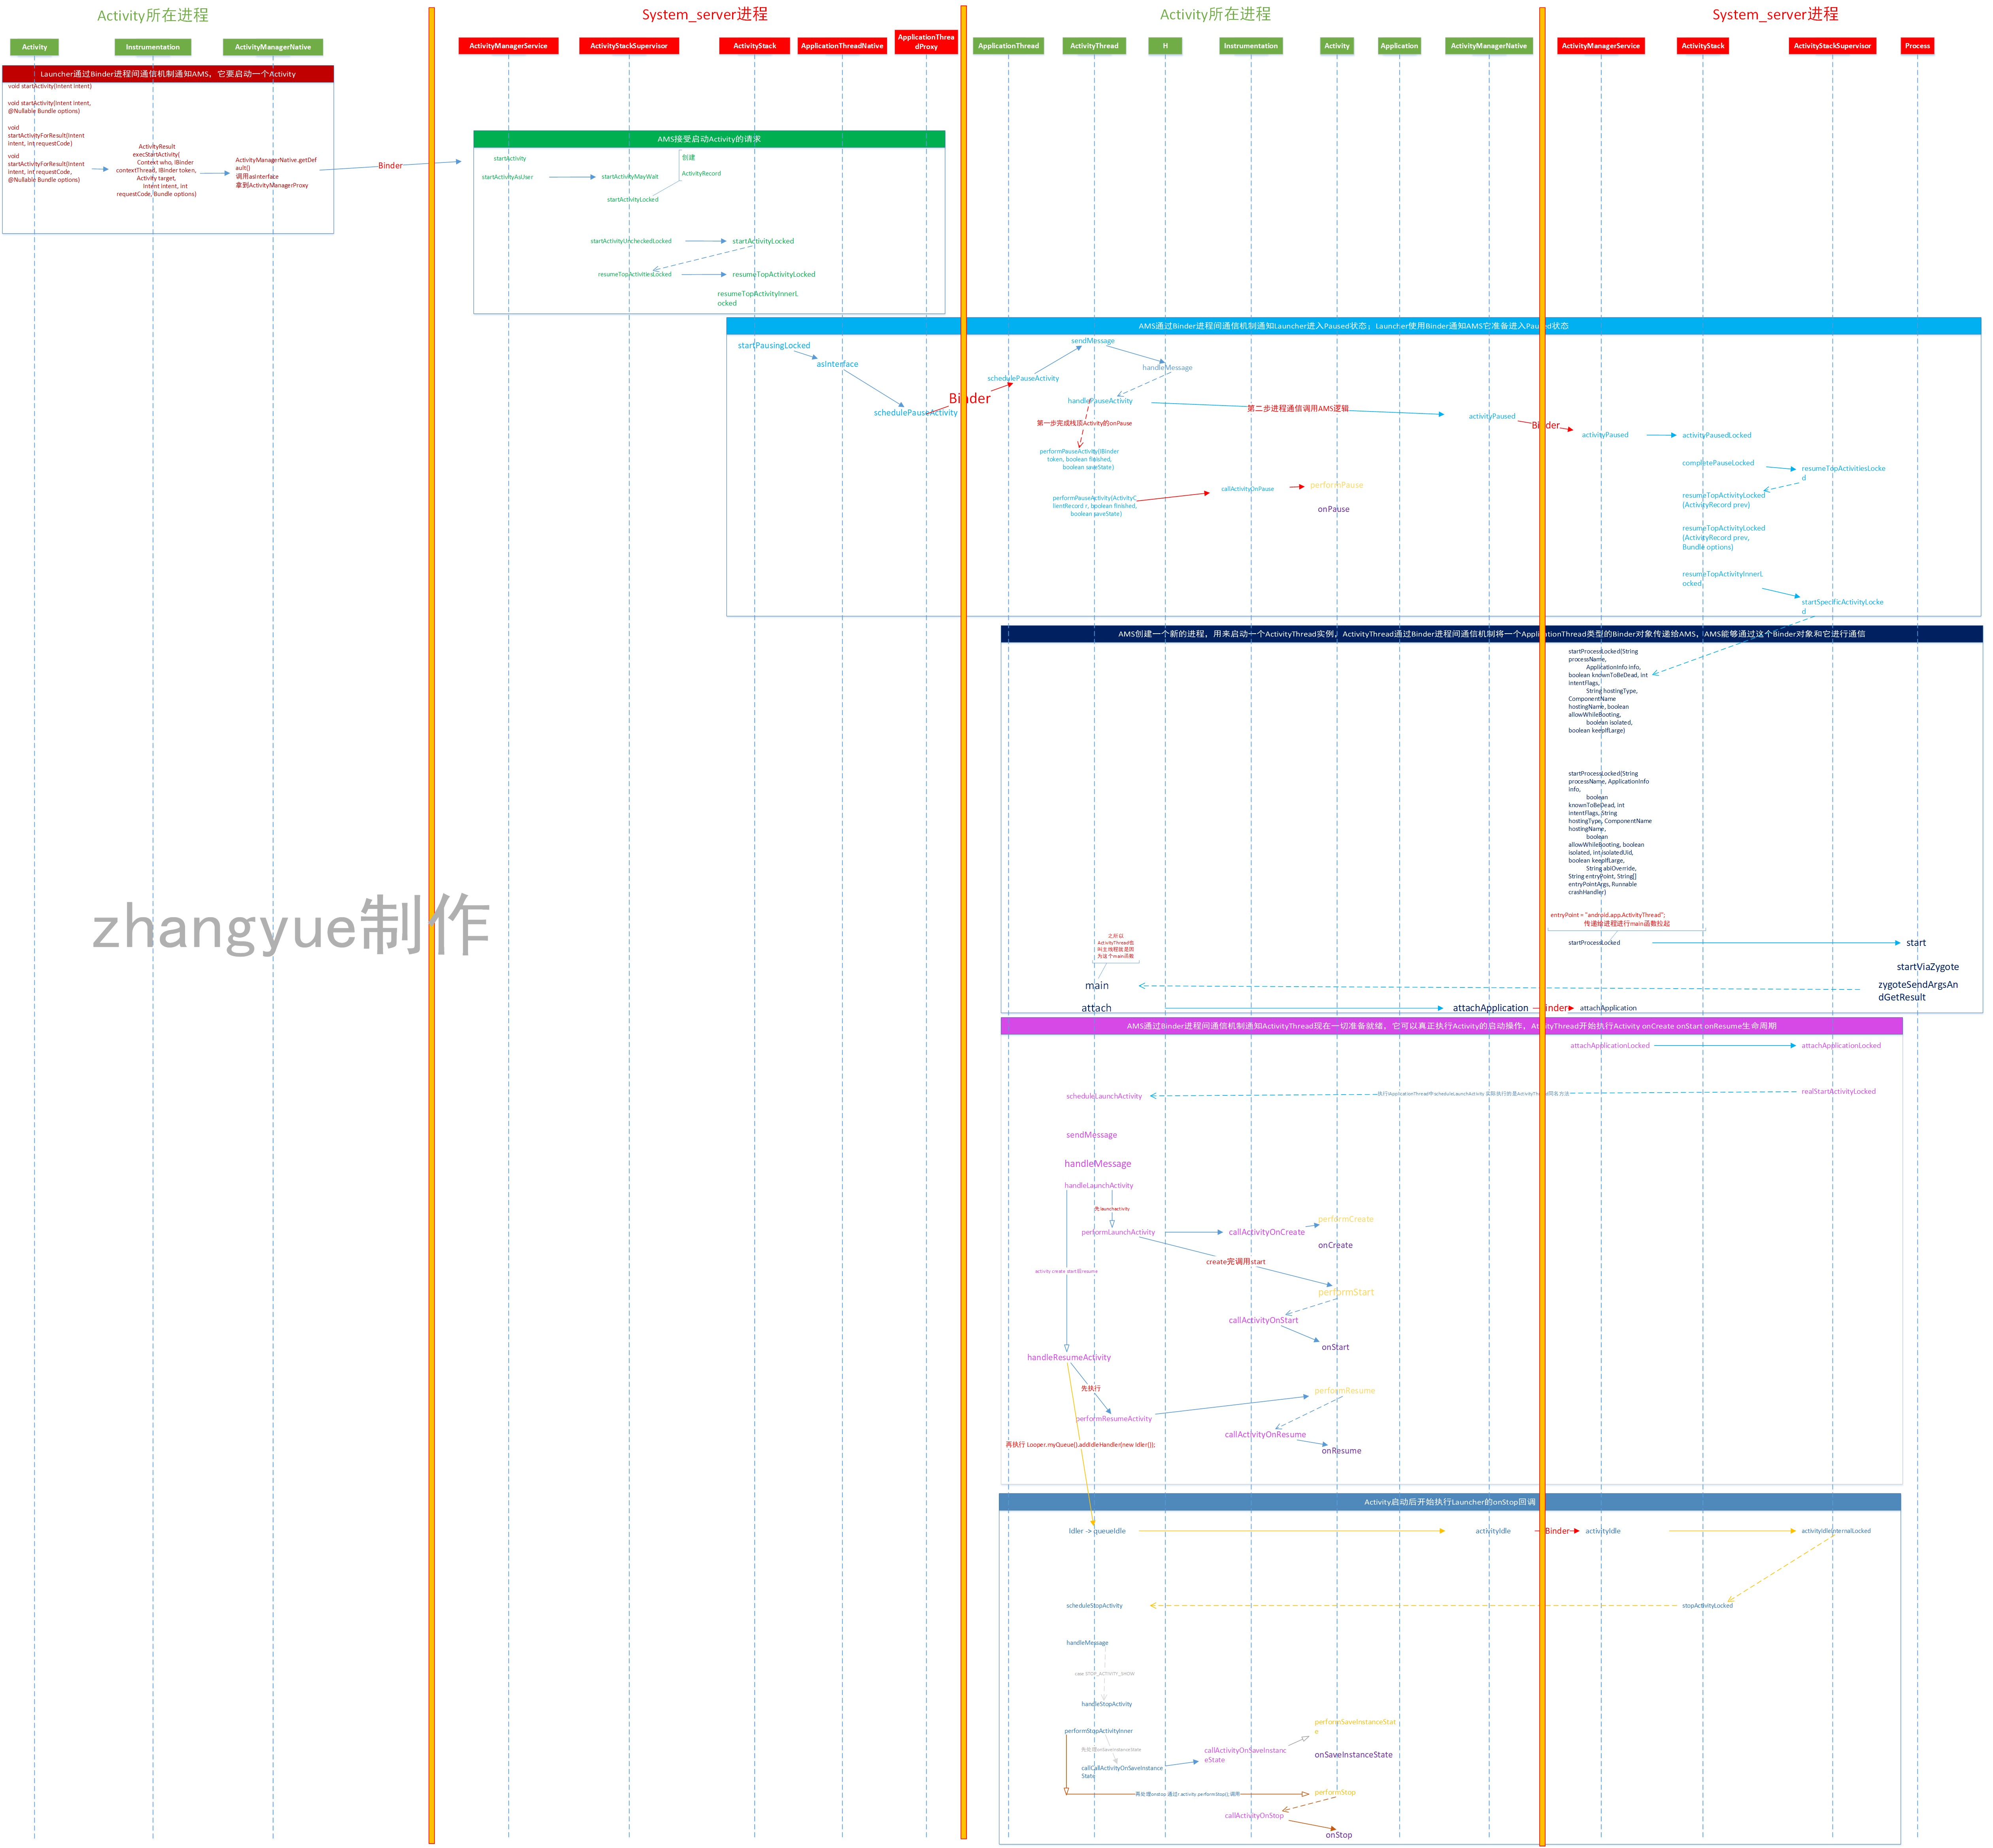 Activity所在进程
System_server进程
Activity所在进程
System_server进程
Activity
Instrumentation
ActivityManagerNative
ActivityManagerService
ActivityStackSupervisor
ActivityStack
ApplicationThreadNative
ApplicationThrea
dProxy
ApplicationThread
ActivityThread
H
Instrumentation
Activity
Application
ActivityManagerNative
ActivityManagerService
ActivityStack
ActivityStackSupervisor
Process
Launcher通过Binder进程间通信机制通知AMS，它要启动一个Activity
void startActivity(Intent intent)
void startActivity(Intent intent,
@Nullable Bundle options)
void
startActivityForResult(Intent
intent, int requestCode)
void
startActivityForResult(Intent
intent, int requestCode,
@Nullable Bundle options)
ActivityResult
execStartActivity(
Context who, IBinder
contextThread, IBinder token,
Activity target,
Intent intent, int
requestCode, Bundle options)
ActivityManagerNative.getDef
ault()
调用asInterface
拿到ActivityManagerProxy
Binder
AMS接受启动Activity的请求
startActivity
startActivityAsUser
startActivityMayWait
创建
ActivityRecord
startActivityLocked
startActivityUncheckedLocked
startActivityLocked
resumeTopActivitiesLocked
resumeTopActivityLocked
resumeTopActivityInnerL
ocked
AMS通过Binder进程间通信机制通知Launcher进入Paused状态；Launcher使用Binder通知AMS它准备进入Paused状态
startPausingLocked
asInterface
schedulePauseActivity
Binder
schedulePauseActivity
sendMessage
handleMessage
handlePauseActivity
第一步完成栈顶Activity的onPause
performPauseActivity(IBinder
token, boolean finished,
boolean saveState)
performPauseActivity(ActivityC
lientRecord r, boolean finished,
boolean saveState)
callActivityOnPause
performPause
onPause
第二步进程通信调用AMS逻辑
activityPaused
Binder
activityPaused
activityPausedLocked
completePauseLocked
resumeTopActivitiesLocke
d
resumeTopActivityLocked
(ActivityRecord prev)
resumeTopActivityLocked
(ActivityRecord prev,
Bundle options)
resumeTopActivityInnerL
ocked
startSpecificActivityLocke
d
AMS创建一个新的进程，用来启动一个ActivityThread实例，ActivityThread通过Binder进程间通信机制将一个ApplicationThread类型的Binder对象传递给AMS，AMS能够通过这个Binder对象和它进行通信
startProcessLocked(String
processName,
ApplicationInfo info,
boolean knownToBeDead, int
intentFlags,
String hostingType,
ComponentName
hostingName, boolean
allowWhileBooting,
boolean isolated,
boolean keepIfLarge)
startProcessLocked(String
processName, ApplicationInfo
info,
boolean
knownToBeDead, int
intentFlags, String
hostingType, ComponentName
hostingName,
boolean
allowWhileBooting, boolean
isolated, int isolatedUid,
boolean keepIfLarge,
String abiOverride,
String entryPoint, String[]
entryPointArgs, Runnable
crashHandler)
entryPoint = "android.app.ActivityThread";
传递给进程进行main函数拉起
startProcessLocked
start
startViaZygote
zygoteSendArgsAn
dGetResult
之所以
ActivityThread也
叫主线程就是因
为这个main函数
main
attach
attachApplication
Binder
attachApplication
zhangyue制作
AMS通过Binder进程间通信机制通知ActivityThread现在一切准备就绪，它可以真正执行Activity的启动操作，ActivityThread开始执行Activity onCreate onStart onResume生命周期
attachApplicationLocked
attachApplicationLocked
realStartActivityLocked
执行IApplicationThread中scheduleLaunchActivity 实际执行的是ActivityThread同名方法
scheduleLaunchActivity
sendMessage
handleMessage
handleLaunchActivity
先launchactivity
performLaunchActivity
callActivityOnCreate
performCreate
onCreate
create完调用start
activity create start后resume
performStart
callActivityOnStart
onStart
handleResumeActivity
先执行
performResumeActivity
performResume
callActivityOnResume
onResume
再执行 Looper.myQueue().addIdleHandler(new Idler());
Activity启动后开始执行Launcher的onStop回调
Idler -> queueIdle
activityIdle
Binder
activityIdle
activityIdleInternalLocked
stopActivityLocked
scheduleStopActivity
handleMessage
case STOP_ACTIVITY_SHOW
handleStopActivity
performStopActivityInner
先处理onSaveInstanceState
callCallActivityOnSaveInstance
State
callActivityOnSaveInstanc
eState
performSaveInstanceStat
e
onSaveInstanceState
再处理onstop 通过r.activity.performStop();调用
performStop
callActivityOnStop
onStop